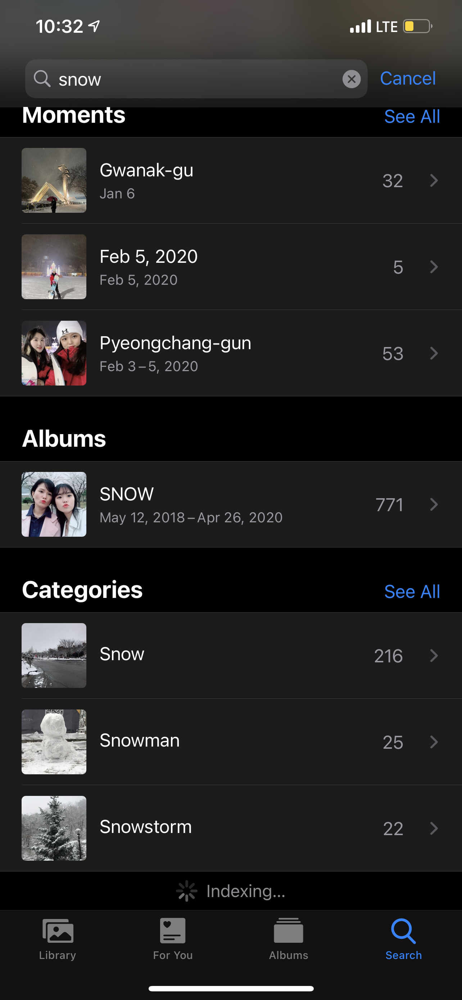 10:32
LTE
snow
Cancel
Moments
See All
Gwanak-gu
Jan 6
32
Feb 5, 2020
Feb 5, 2020
5
Pyeongchang-gun
Feb 3–5, 2020
53
Albums
SNOW
May 12, 2018–Apr 26, 2020
771
Categories
See All
Snow
216
Snowman
25
Snowstorm
22
Indexing...
Library
For You
Albums
Search